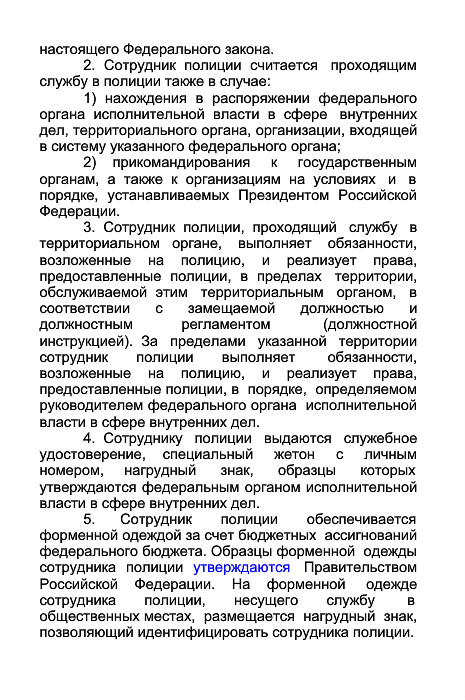 настоящего Федерального закона.
2. Сотрудник полиции считается проходящим
службу в полиции также в случае:
1) нахождения в распоряжении федерального
органа исполнительной власти в сфере внутренних
дел, территориального органа, организации, входящей
в систему указанного федерального органа;
2) прикомандирования к государственным
органам, а также к организациям на условиях и в
порядке, устанавливаемых Президентом Российской
Федерации.
3. Сотрудник полиции, проходящий службу в
территориальном органе, выполняет обязанности,
возложенные на полицию, и реализует права,
предоставленные полиции, в пределах территории,
обслуживаемой этим территориальным органом, в
соответствии с замещаемой должностью и
должностным регламентом (должностной
инструкцией). За пределами указанной территории
сотрудник полиции выполняет обязанности,
возложенные на полицию, и реализует права,
предоставленные полиции, в порядке, определяемом
руководителем федерального органа исполнительной
власти в сфере внутренних дел.
4. Сотруднику полиции выдаются служебное
удостоверение, специальный жетон с личным
номером, нагрудный знак, образцы которых
утверждаются федеральным органом исполнительной
власти в сфере внутренних дел.
5. Сотрудник полиции обеспечивается
форменной одеждой за счет бюджетных ассигнований
федерального бюджета. Образцы форменной одежды
сотрудника полиции утверждаются Правительством
Российской Федерации. На форменной одежде
сотрудника полиции, несущего службу в
общественных местах, размещается нагрудный знак,
позволяющий идентифицировать сотрудника полиции.